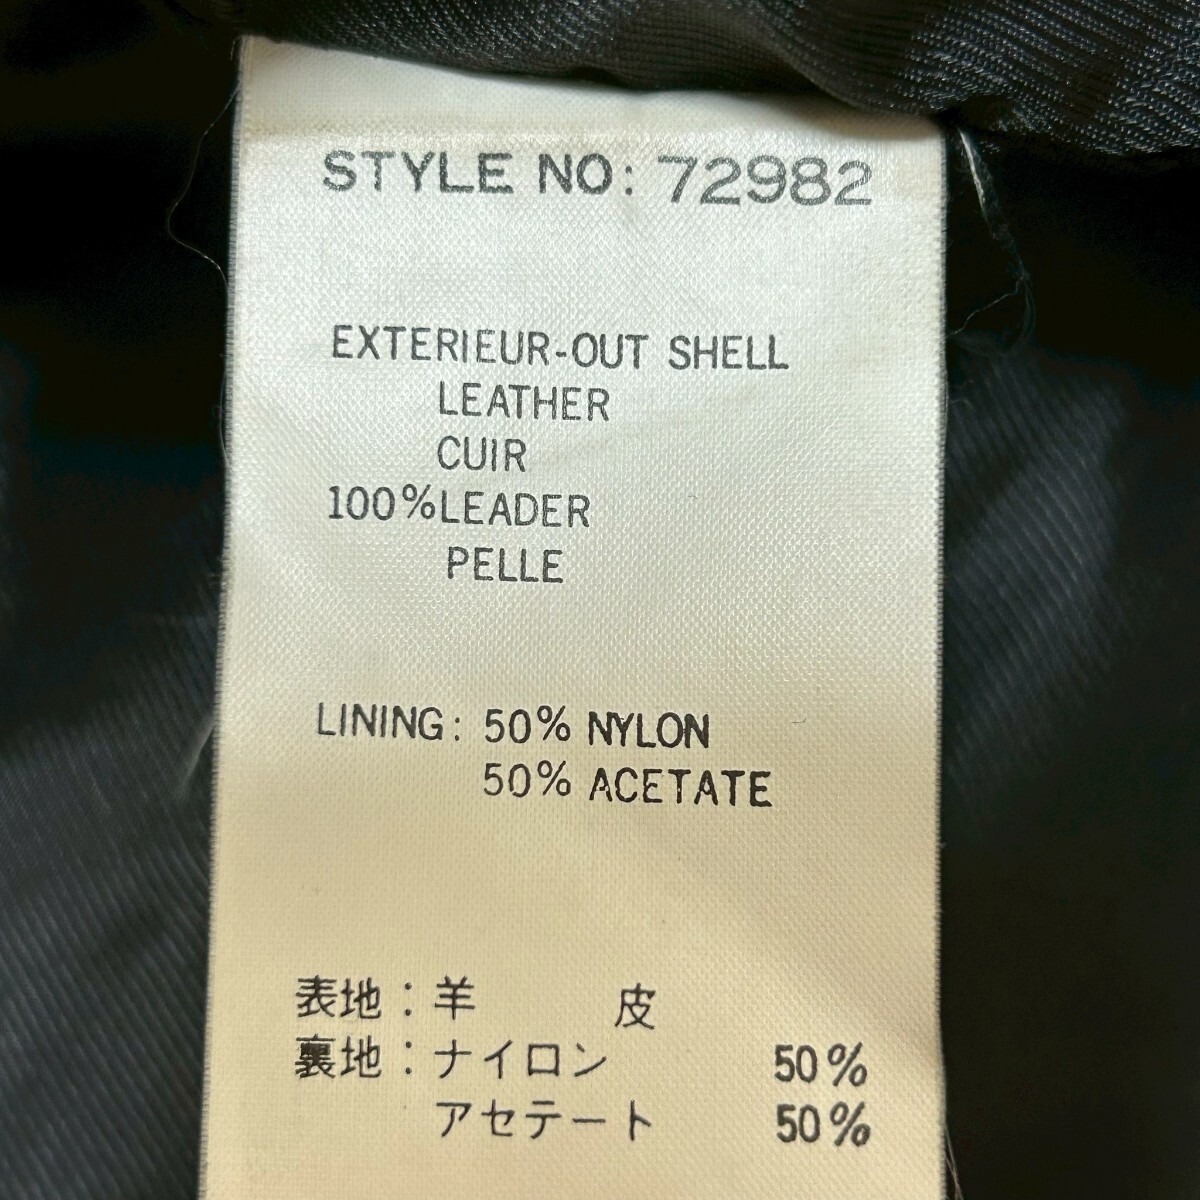 STYLE NO: 72982
EXTERIEUR-OUT SHELL
LEATHER
CUIR
100%LEADER
PELLE
LINING: 50% NYLON
50% ACETATE
表地：羊 皮
裏地：ナイロン 50%
アセテート 50%